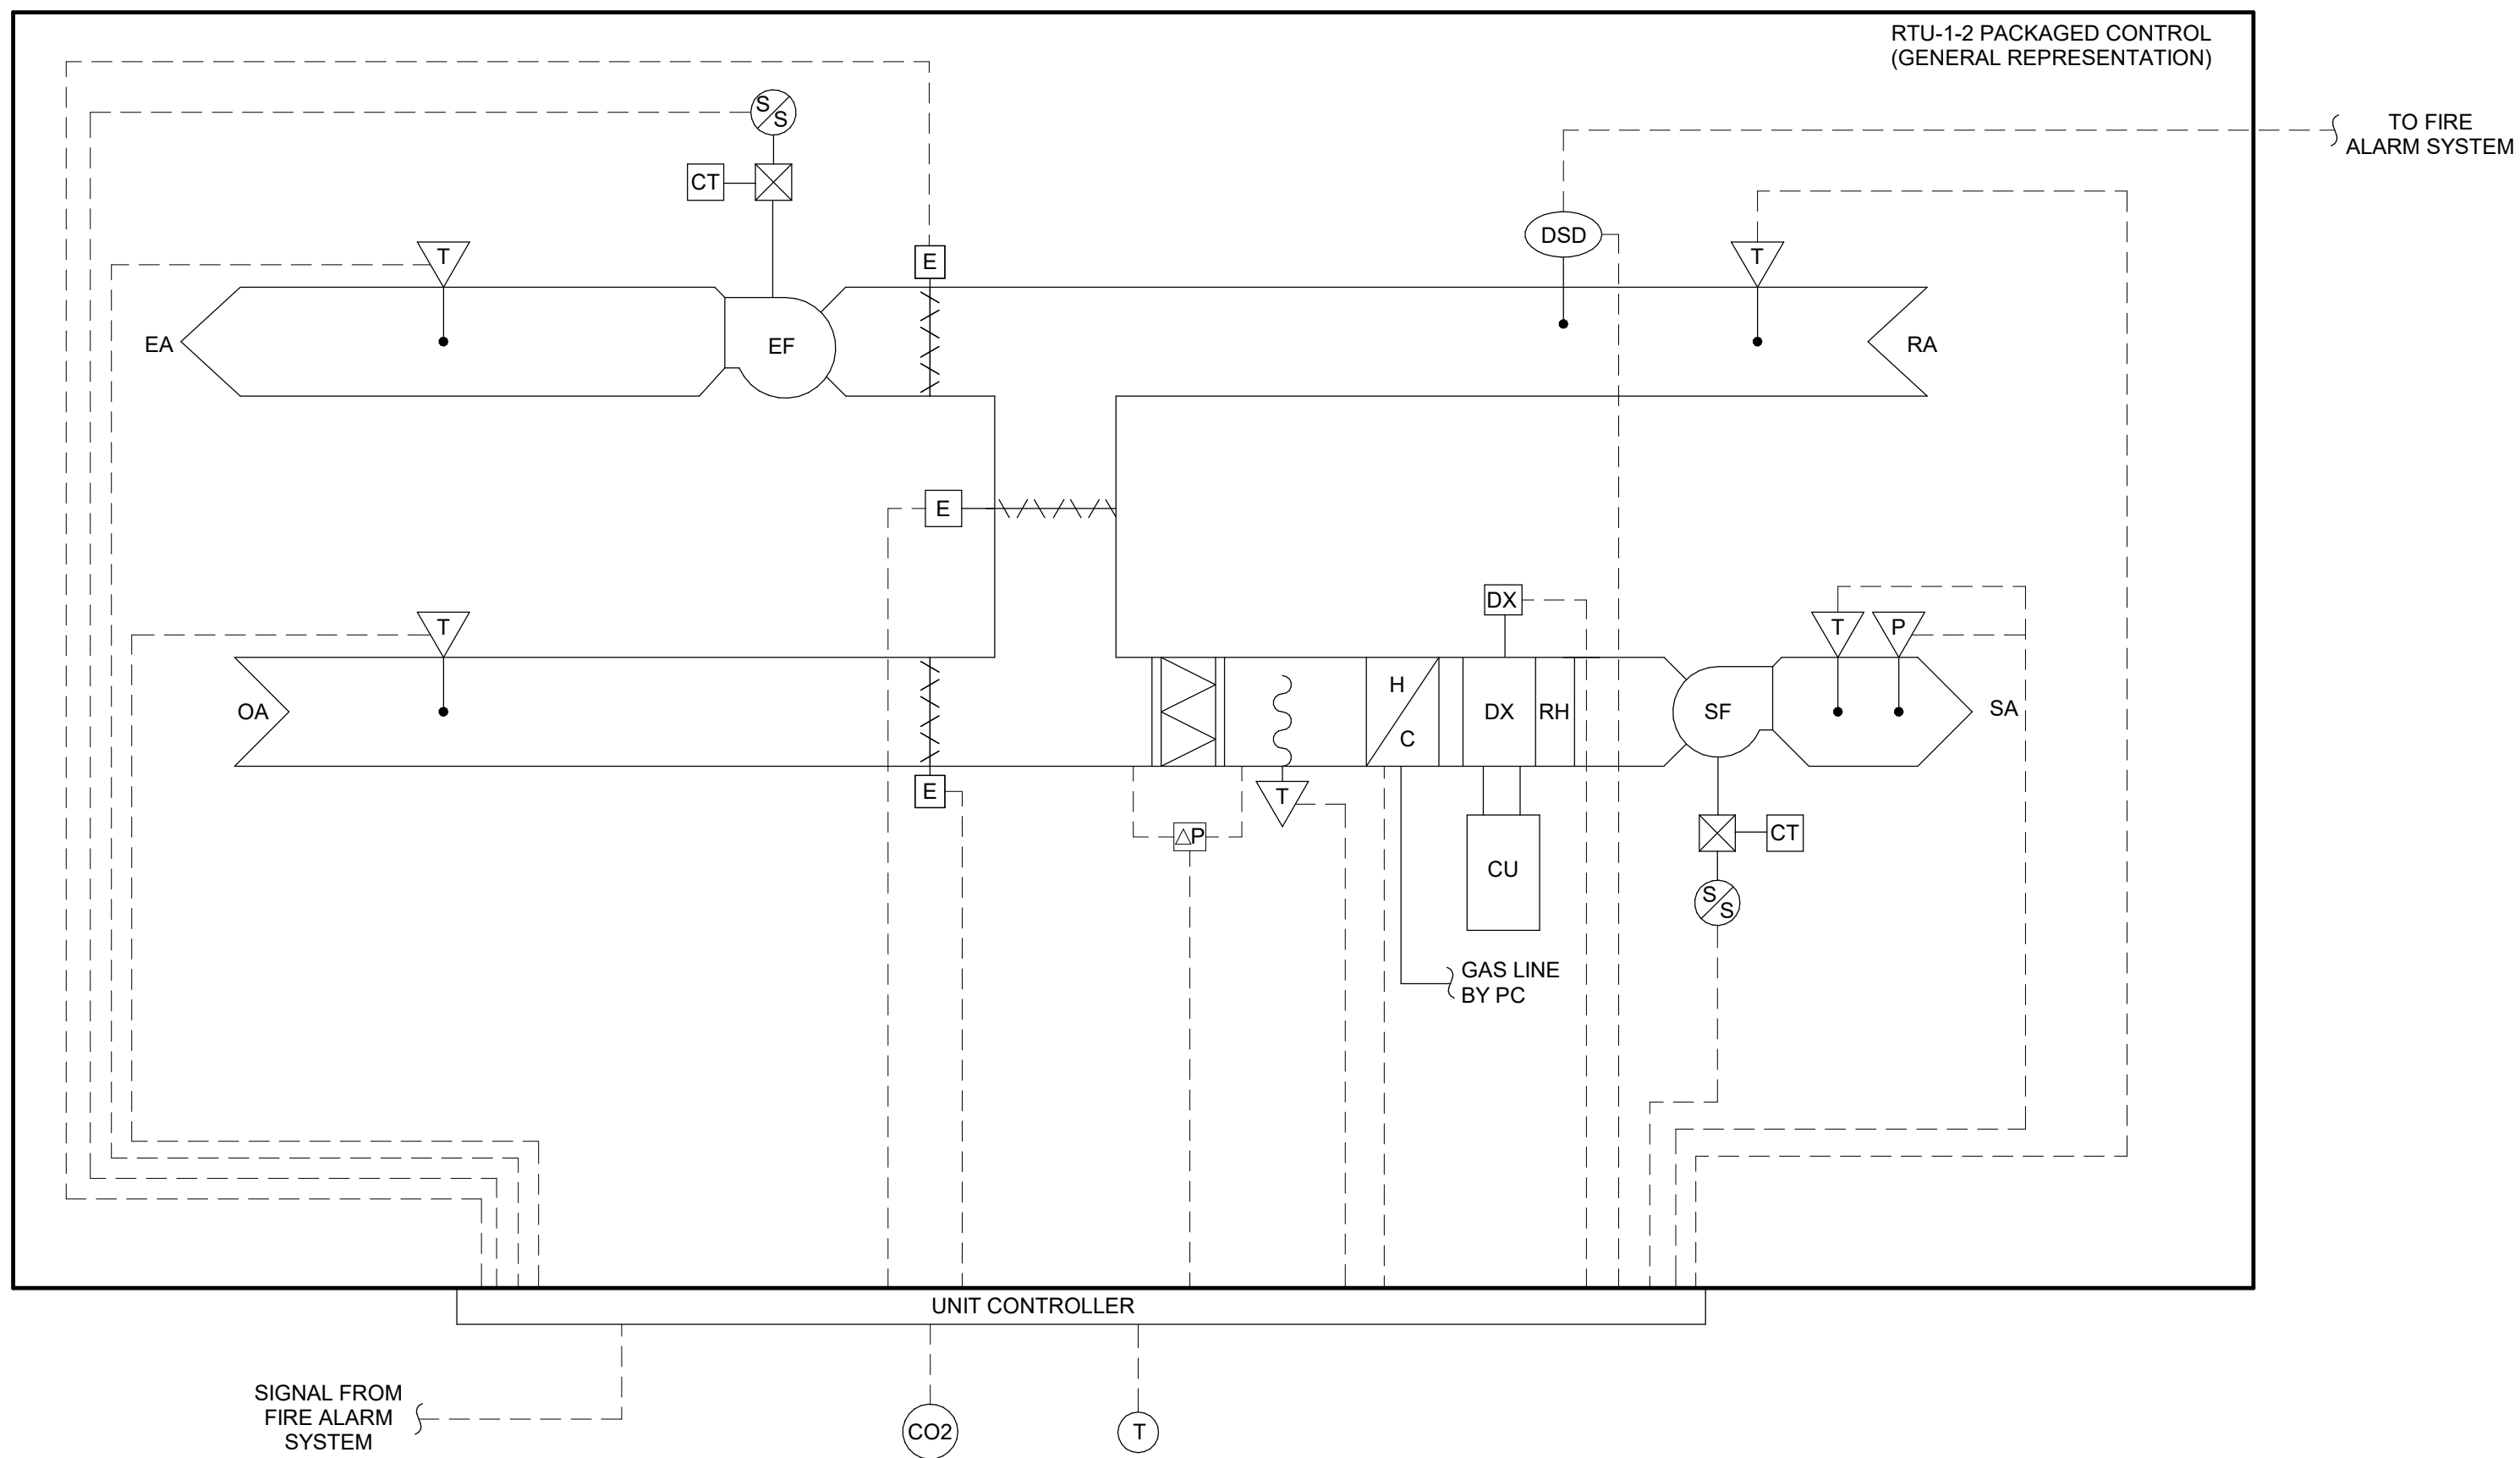 RTU-1-2 PACKAGED CONTROL
(GENERAL REPRESENTATION)
S
S
TO FIRE
ALARM SYSTEM
CT
DSD
T
E
T
EA
EF
RA
E
DX
T
T
P
OA
H
C
DX
RH
SF
SA
E
T
△P
CT
CU
S
S
GAS LINE
BY PC
UNIT CONTROLLER
SIGNAL FROM
FIRE ALARM
SYSTEM
CO2
T